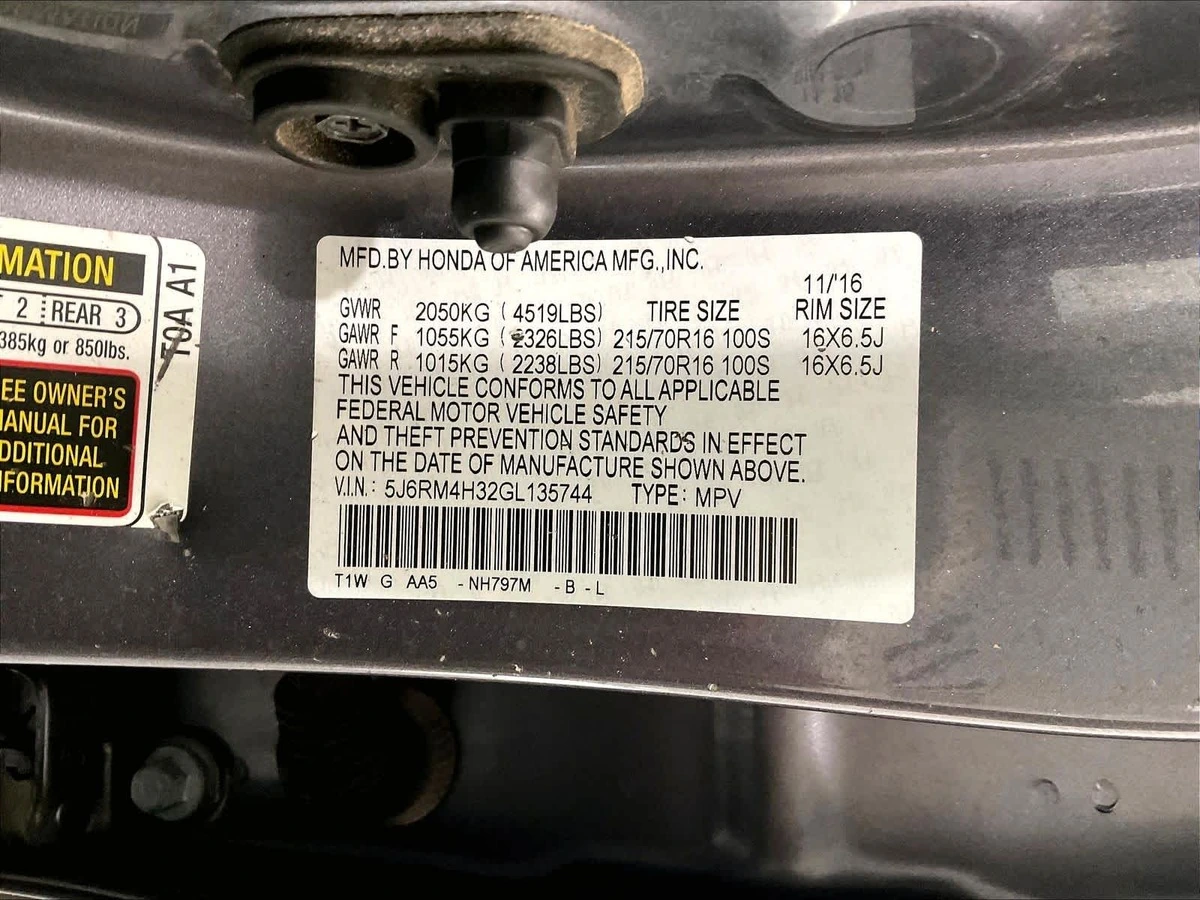 MATION
T 2 REAR 3
385kg or 850lbs.
EE OWNER'S
MANUAL FOR
DDITIONAL
NFORMATION
T0A A1
MFD.BY HONDA OF AMERICA MFG.,INC.
11/'16
GVWR 2050KG ( 4519LBS) TIRE SIZE RIM SIZE
GAWR F 1055KG ( 2326LBS) 215/70R16 100S 16X6.5J
GAWR R 1015KG ( 2238LBS) 215/70R16 100S 16X6.5J
THIS VEHICLE CONFORMS TO ALL APPLICABLE
FEDERAL MOTOR VEHICLE SAFETY
AND THEFT PREVENTION STANDARDS IN EFFECT
ON THE DATE OF MANUFACTURE SHOWN ABOVE.
V.I.N.: 5J6RM4H32GL135744 TYPE: MPV
T1W G AA5 - NH797M - B - L